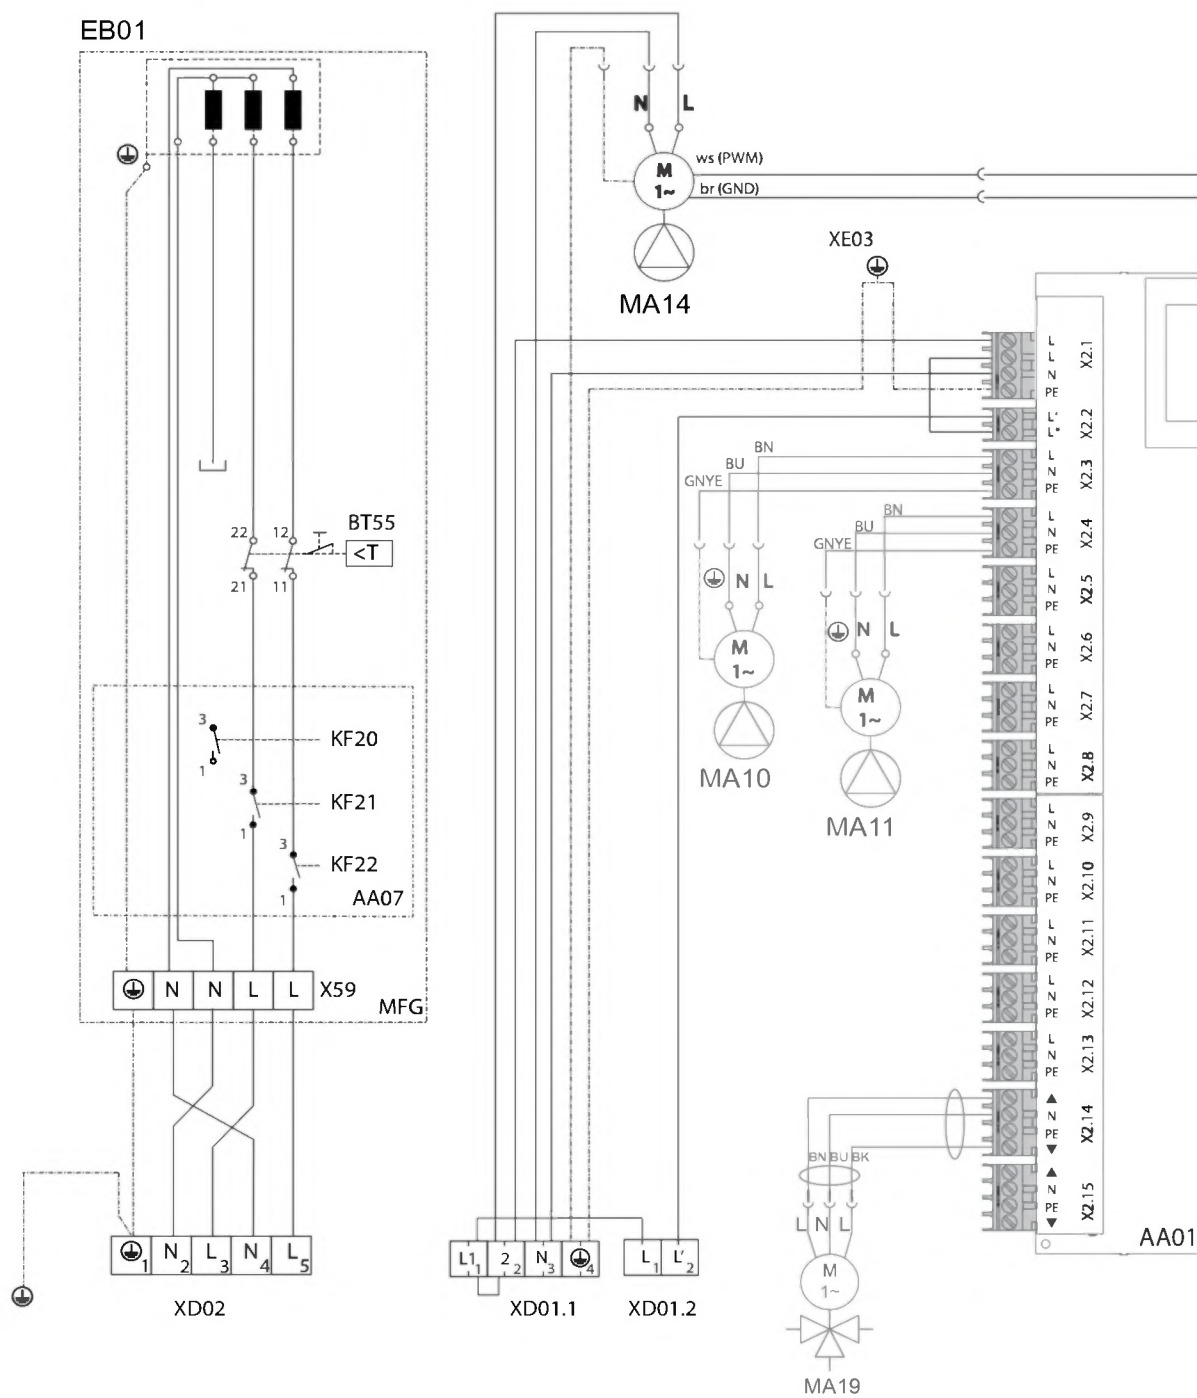 EB01
N L
M
1~
ws (PWM)
br (GND)
MA14
XE03
L
L
N
PE
X2.1
L'
L*
X2.2
L
N
PE
X2.3
L
N
PE
X2.4
L
N
PE
X2.5
L
N
PE
X2.6
L
N
PE
X2.7
L
N
PE
X2.8
L
N
PE
X2.9
L
N
PE
X2.10
L
N
PE
X2.11
L
N
PE
X2.12
L
N
PE
X2.13
▲
N
PE
▼
X2.14
▲
N
PE
▼
X2.15
AA01
BN
BU
GNYE
N L
M
1~
MA10
BN
BU
GNYE
N L
M
1~
MA11
22 12
21 11
BT55
<T
3
1
KF20
3
1
KF21
3
1
KF22
AA07
N N L L
X59
MFG
1 N2 L3 N4 L5
XD02
L1 1 2 2 N 3 4
XD01.1
L 1 L' 2
XD01.2
BN BU BK
L N L
M
1~
MA19